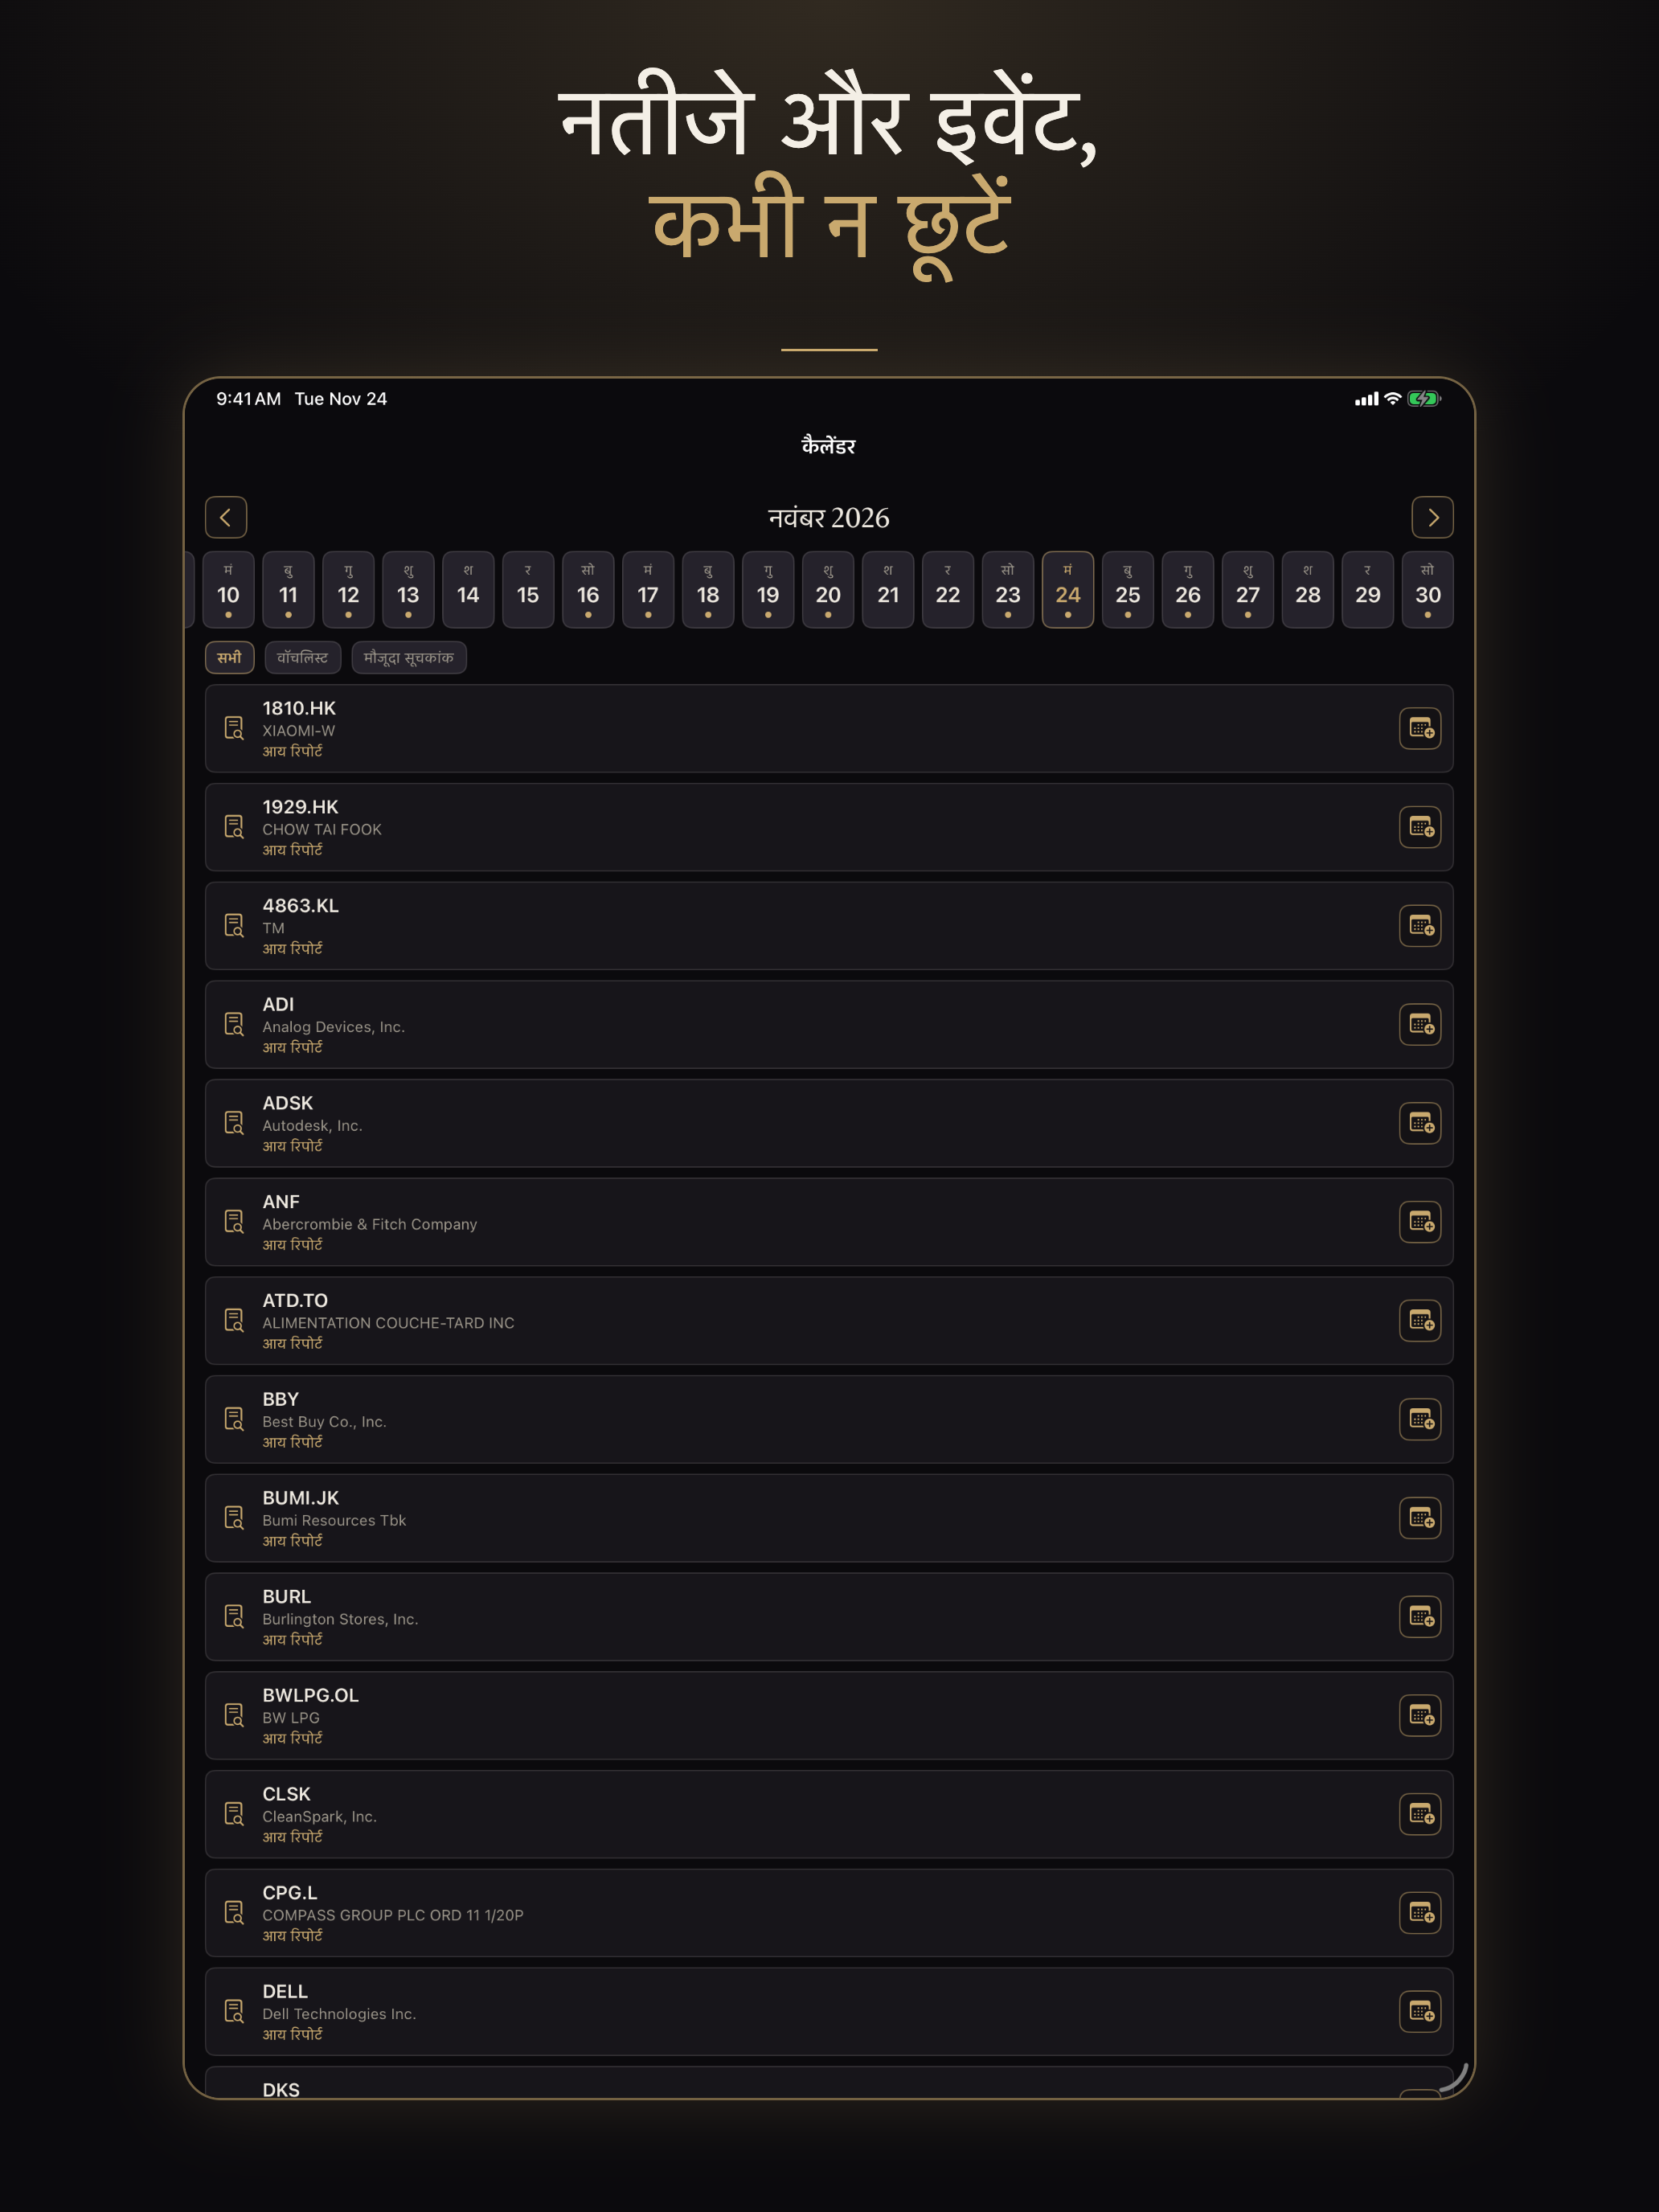 नतीजे और इवेंट,
कभी न छूटें
9:41 AM Tue Nov 24
कैलेंडर
नवंबर 2026
मं बु गु शु श र सो मं बु गु शु श र सो मं बु गु शु श र सो
10 11 12 13 14 15 16 17 18 19 20 21 22 23 24 25 26 27 28 29 30
सभी वॉचलिस्ट मौजूदा सूचकांक
1810.HK
XIAOMI-W
आय रिपोर्ट
1929.HK
CHOW TAI FOOK
आय रिपोर्ट
4863.KL
TM
आय रिपोर्ट
ADI
Analog Devices, Inc.
आय रिपोर्ट
ADSK
Autodesk, Inc.
आय रिपोर्ट
ANF
Abercrombie & Fitch Company
आय रिपोर्ट
ATD.TO
ALIMENTATION COUCHE-TARD INC
आय रिपोर्ट
BBY
Best Buy Co., Inc.
आय रिपोर्ट
BUMI.JK
Bumi Resources Tbk
आय रिपोर्ट
BURL
Burlington Stores, Inc.
आय रिपोर्ट
BWLPG.OL
BW LPG
आय रिपोर्ट
CLSK
CleanSpark, Inc.
आय रिपोर्ट
CPG.L
COMPASS GROUP PLC ORD 11 1/20P
आय रिपोर्ट
DELL
Dell Technologies Inc.
आय रिपोर्ट
DKS